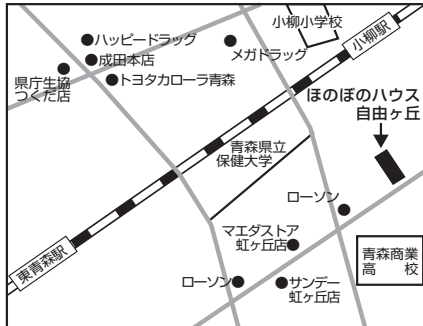 小柳小学校
小柳駅
ハッピードラッグ
成田本店
メガドラッグ
県庁生協
つくだ店
トヨタカローラ青森
ほのぼのハウス
自由ヶ丘
青森県立
保健大学
ローソン
マエダストア
虹ヶ丘店
青森商業
高校
東青森駅
ローソン
サンデー
虹ヶ丘店